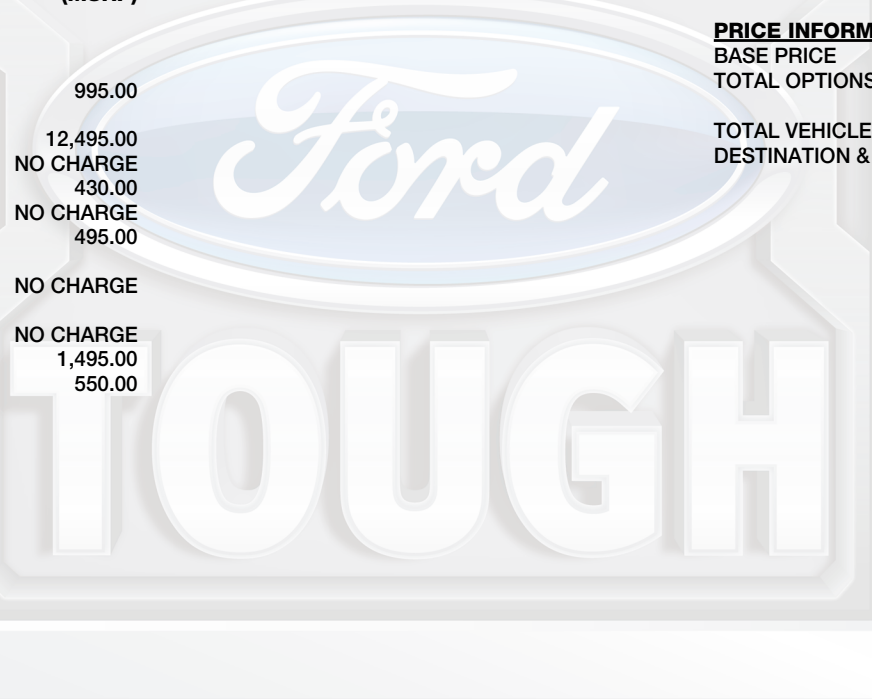 995.00
12,495.00
NO CHARGE
430.00
NO CHARGE
495.00
NO CHARGE
NO CHARGE
1,495.00
550.00
PRICE INFORM
BASE PRICE
TOTAL OPTIONS
TOTAL VEHICLE
DESTINATION &
Ford
TOUGH